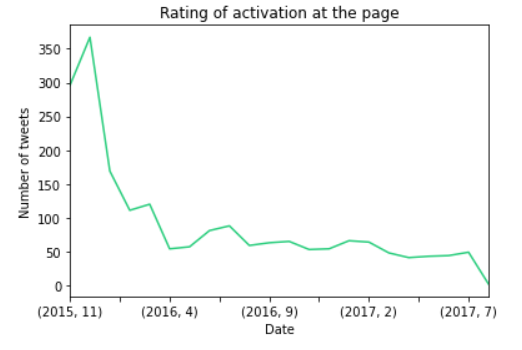 Rating of activation at the page
Number of tweets
350
300
250
200
150
100
50
0
(2015, 11) (2016, 4) (2016, 9) (2017, 2) (2017, 7)
Date